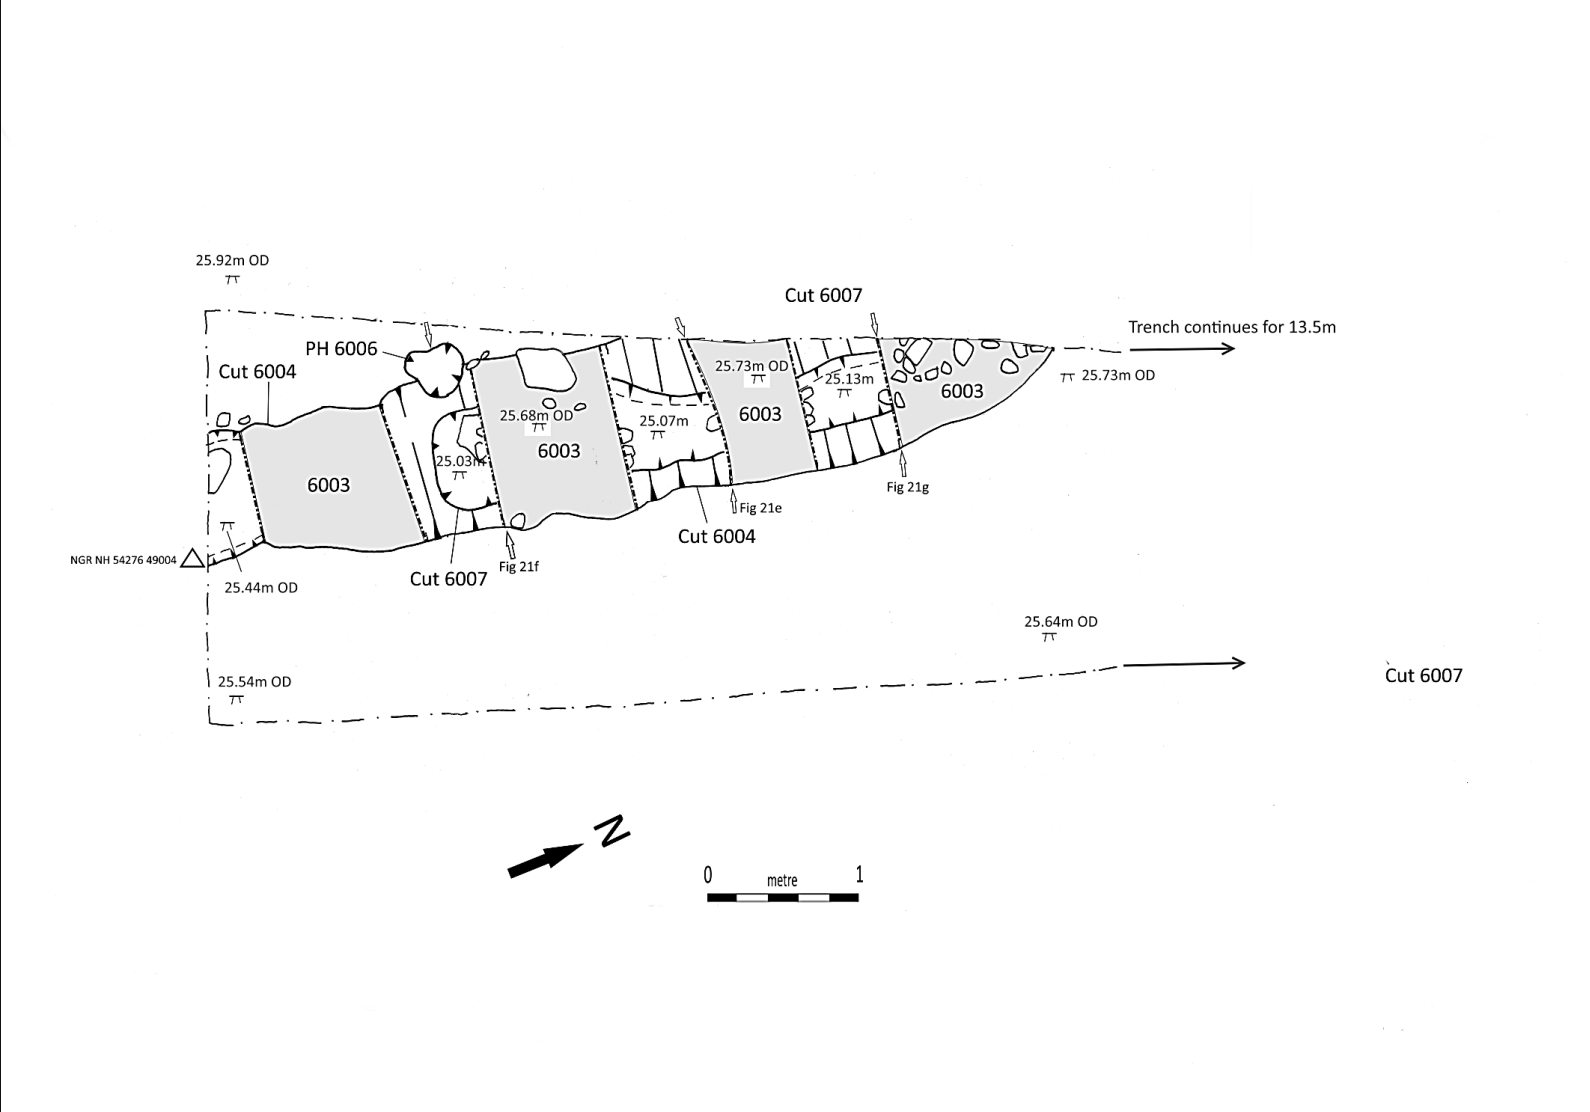 25.92m OD
Cut 6007
Trench continues for 13.5m
PH 6006
Cut 6004
25.73m OD
25.73m OD
25.13m
6003
25.68m OD
6003
25.07m
6003
25.03m
6003
Fig 21g
Fig 21e
Cut 6004
NGR NH 54276 49004
Fig 21f
Cut 6007
25.44m OD
25.64m OD
Cut 6007
25.54m OD
N
0 metre 1